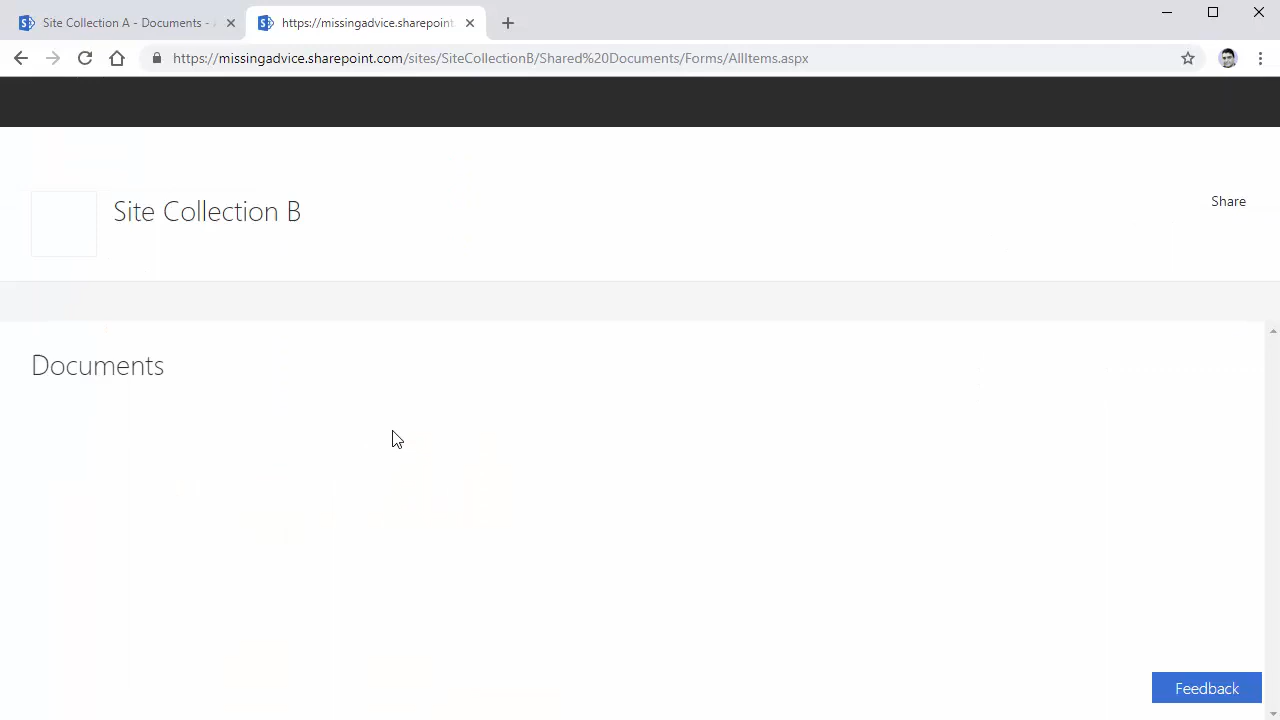 Site Collection A - Documents -
https://missingadvice.sharepoint.
https://missingadvice.sharepoint.com/sites/SiteCollectionB/Shared%20Documents/Forms/AllItems.aspx
Site Collection B
Share
Documents
Feedback